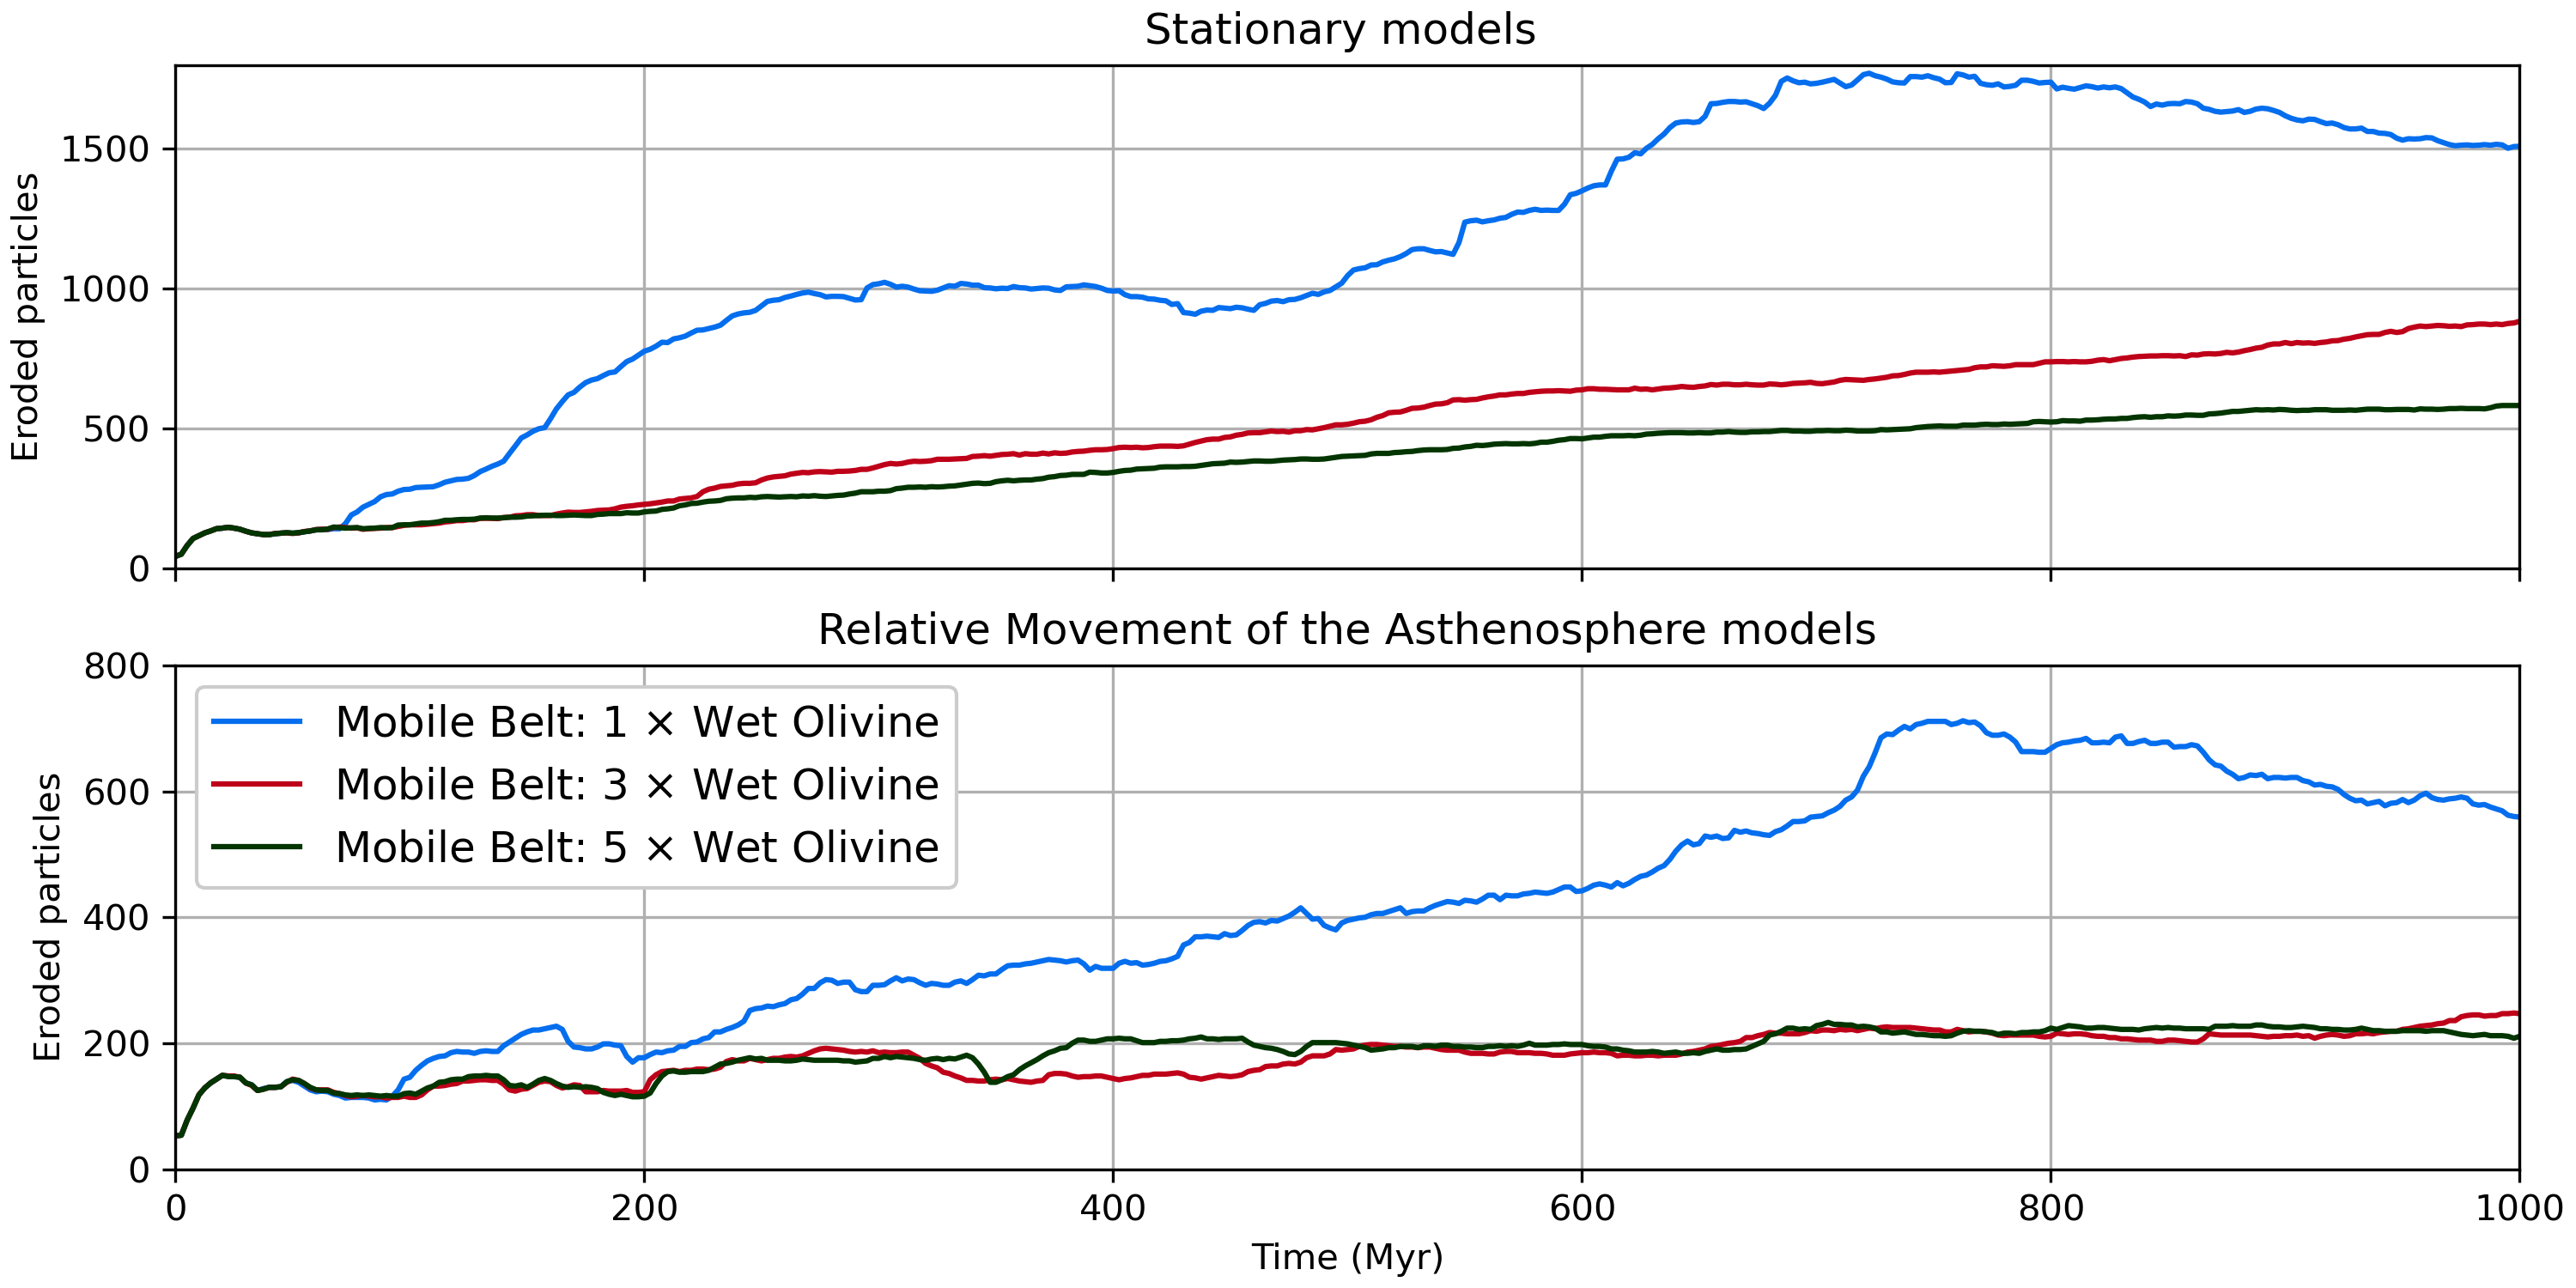 Stationary models
1500
1000
500
0
Eroded particles
Relative Movement of the Asthenosphere models
800
600
400
200
0
Eroded particles
Mobile Belt: 1 × Wet Olivine
Mobile Belt: 3 × Wet Olivine
Mobile Belt: 5 × Wet Olivine
0 200 400 600 800 1000
Time (Myr)